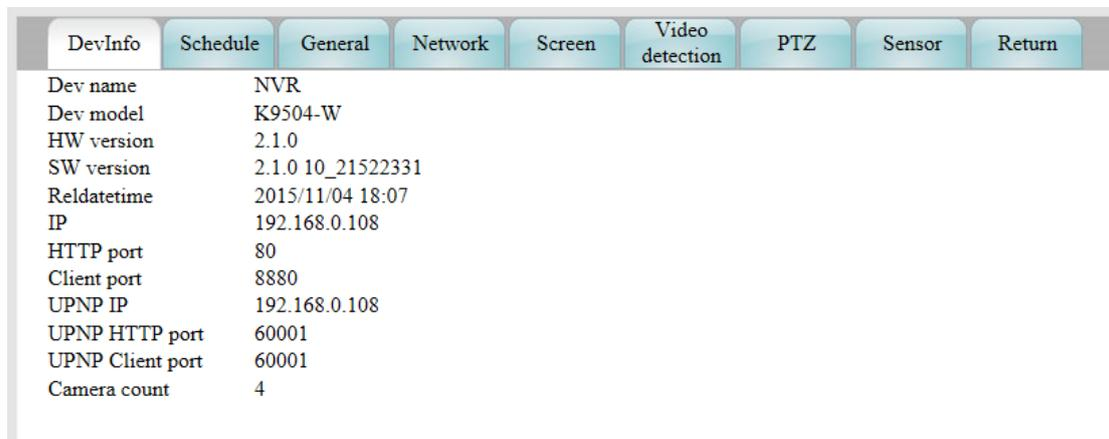 DevInfo Schedule General Network Screen Video detection PTZ Sensor Return
Dev name NVR
Dev model K9504-W
HW version 2.1.0
SW version 2.1.0 10_21522331
Reldatetime 2015/11/04 18:07
IP 192.168.0.108
HTTP port 80
Client port 8880
UPNP IP 192.168.0.108
UPNP HTTP port 60001
UPNP Client port 60001
Camera count 4